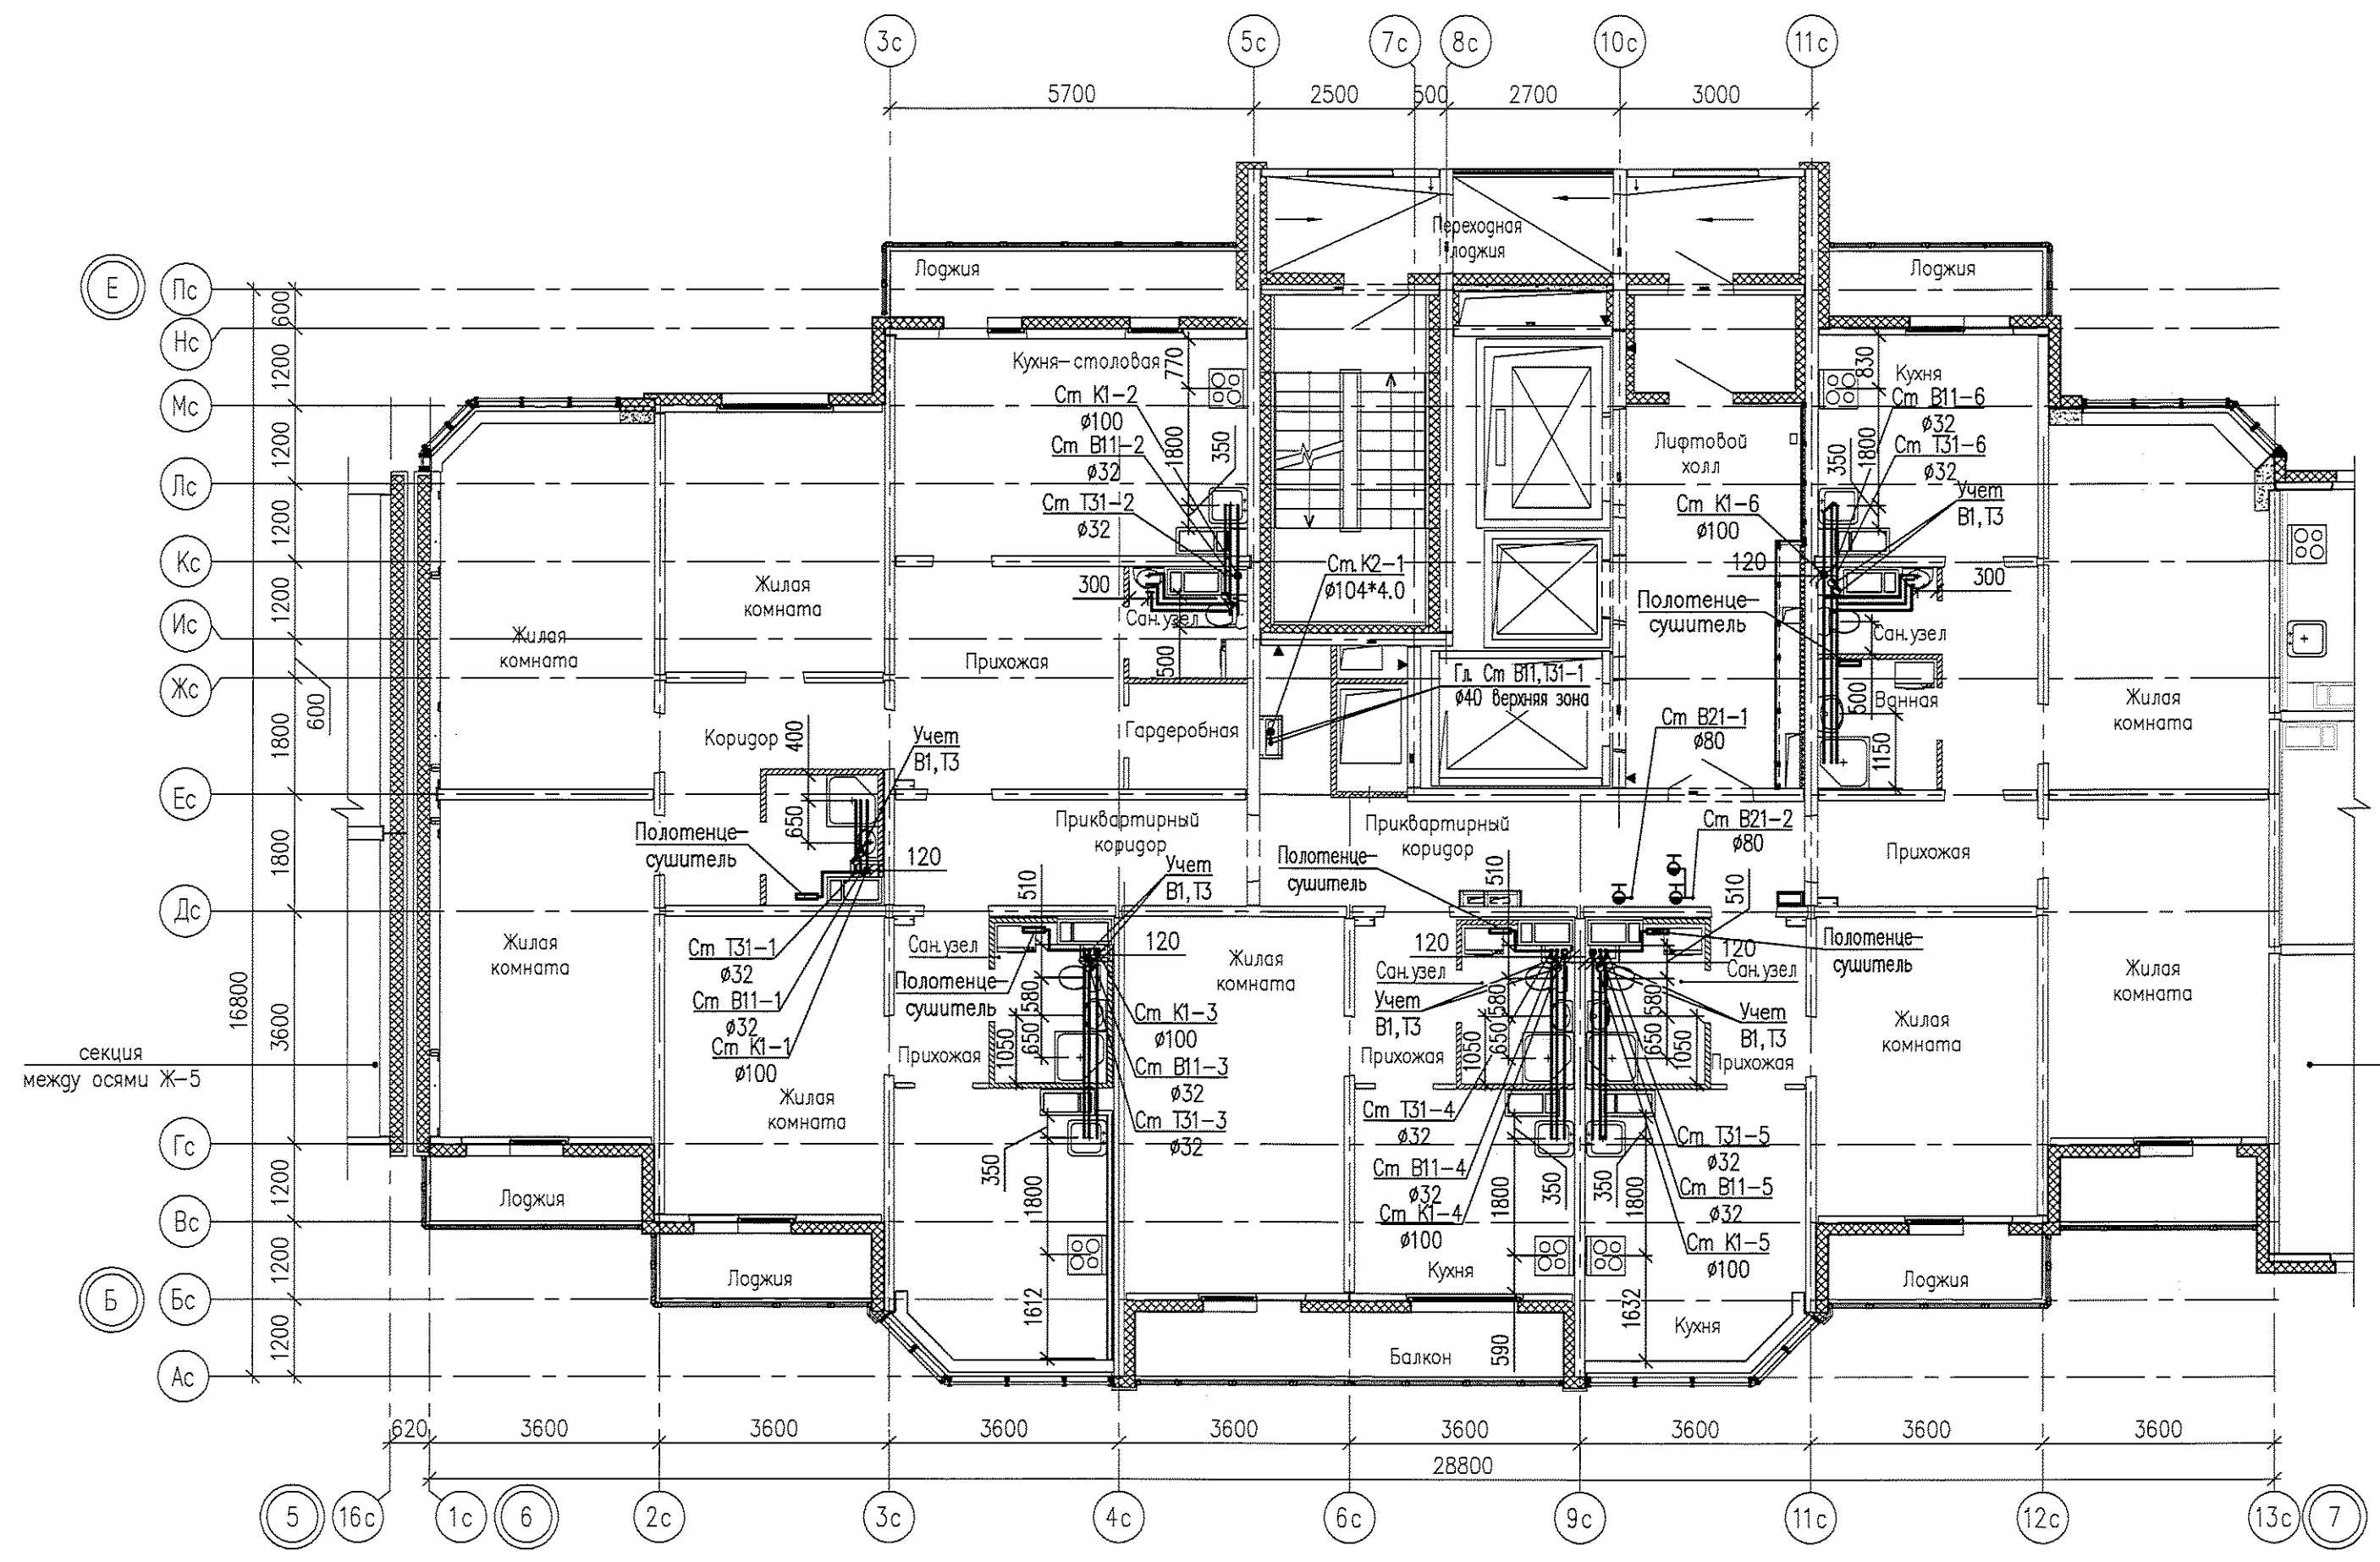 3с 5с 7с 8с 10с 11с
5700 2500 500 2700 3000
Переходная
лоджия
Лоджия
Лоджия
Е Пс
Нс
Мс
Лс
Кс
Ис
Жс
Ес
Дс
Гс
Вс
Б Бс
Ас
600
1200
1200
1200
1200
600
1800
1800
3600
1200
1200
1200
16800
Кухня-столовая
770
Ст К1-2
ø100
Ст В11-2
ø32
1800
350
Ст Т31-2
ø32
300
Сан.узел
500
Ст.К2-1
ø104*4.0
Гл. Ст В11,Т31-1
ø40 верхняя зона
Лифтовой
холл
Ст К1-6
ø100
120
Полотенце-
сушитель
Кухня
830
Ст В11-6
ø32
Ст Т31-6
ø32
350
1800
Учет
В1,Т3
300
Сан.узел
Ванная
500
1150
Жилая
комната
Жилая
комната
Прихожая
Коридор
400
Гардеробная
Учет
В1,Т3
650
Полотенце-
сушитель
120
Ст В21-1
ø80
Ст В21-2
ø80
Жилая
комната
Приквартирный
коридор
Приквартирный
коридор
Прихожая
510
Учет
В1,Т3
Полотенце-
сушитель
510
510
Жилая
комната
Ст Т31-1
ø32
Ст В11-1
ø32
Ст К1-1
ø100
Сан.узел
Полотенце-
сушитель
120
580
650
1050
Прихожая
Ст К1-3
ø100
Ст В11-3
ø32
Ст Т31-3
ø32
Жилая
комната
120
Сан.узел
Учет
В1,Т3
580
650
1050
Прихожая
120
Полотенце-
сушитель
Сан.узел
580
Учет
В1,Т3
650
1050
Прихожая
Жилая
комната
Жилая
комната
секция
между осями Ж-5
Жилая
комната
Ст Т31-4
ø32
Ст В11-4
ø32
Ст К1-4
ø100
Ст Т31-5
ø32
Ст В11-5
ø32
Ст К1-5
ø100
350
1800
1612
350
1800
590
350
1800
1632
Лоджия
Лоджия
Кухня
Балкон
Кухня
Лоджия
620 3600 3600 3600 3600 3600 3600 3600 3600
28800
5 16с 1с 6 2с 3с 4с 6с 9с 11с 12с 13с 7